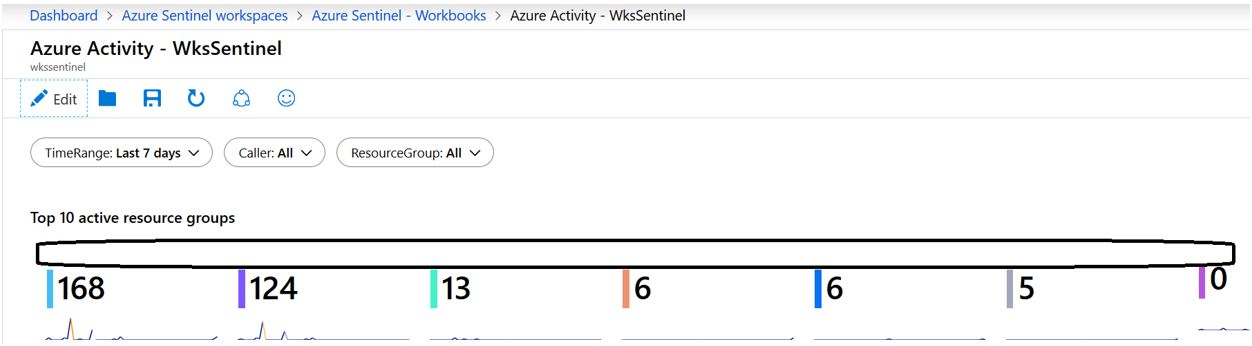 Dashboard > Azure Sentinel workspaces > Azure Sentinel - Workbooks > Azure Activity - WksSentinel
Azure Activity - WksSentinel
wkssentinel
Edit
TimeRange: Last 7 days Caller: All ResourceGroup: All
Top 10 active resource groups
168 124 13 6 6 5 0